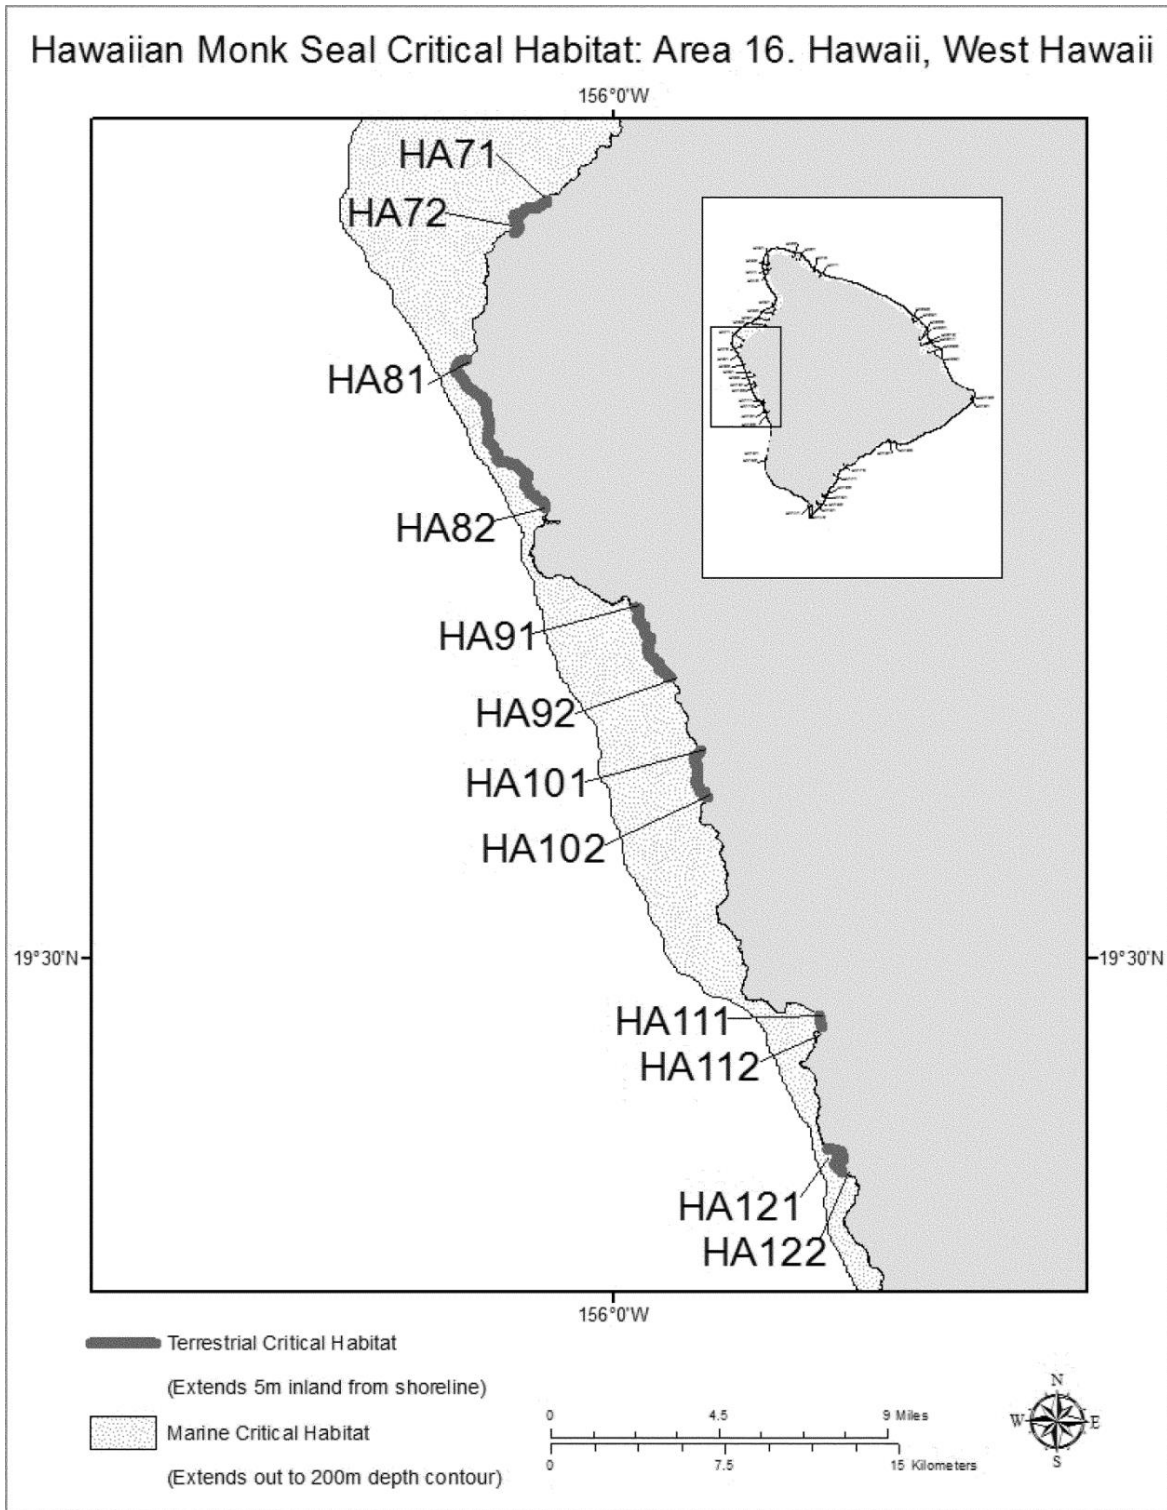 Hawaiian Monk Seal Critical Habitat: Area 16. Hawaii, West Hawaii
156°0'W
HA71
HA72
HA81
HA82
HA91
HA92
HA101
HA102
19°30'N
19°30'N
HA111
HA112
HA121
HA122
156°0'W
Terrestrial Critical Habitat
(Extends 5m inland from shoreline)
Marine Critical Habitat
(Extends out to 200m depth contour)
0 4.5 9 Miles
0 7.5 15 Kilometers
N
W E
S